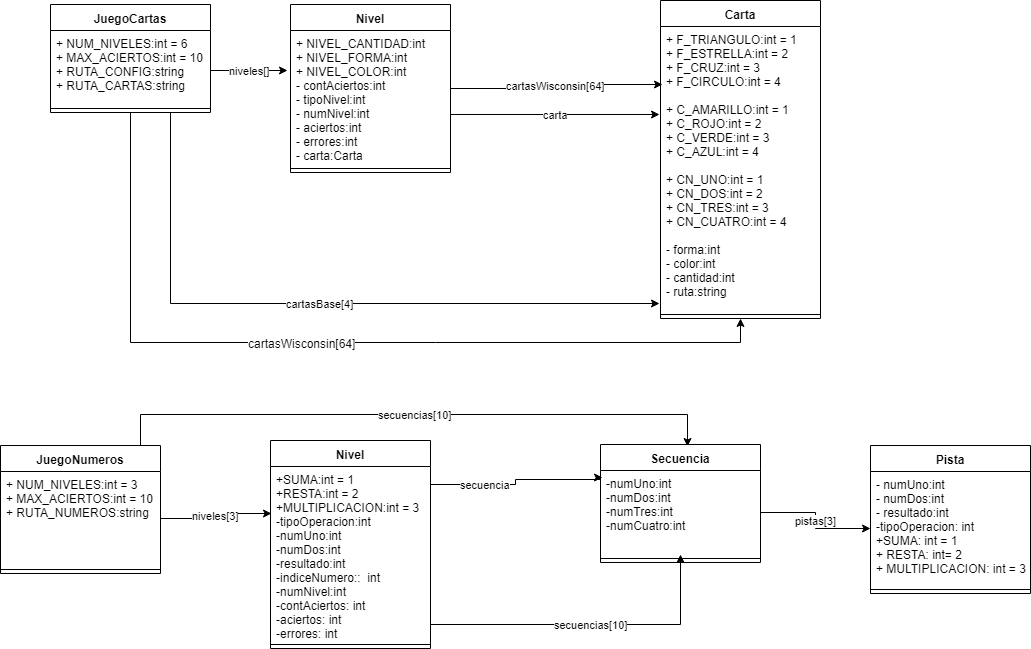 JuegoCartas
+ NUM_NIVELES:int = 6
+ MAX_ACIERTOS:int = 10
+ RUTA_CONFIG:string
+ RUTA_CARTAS:string
niveles[]
Nivel
+ NIVEL_CANTIDAD:int
+ NIVEL_FORMA:int
+ NIVEL_COLOR:int
- contAciertos:int
- tipoNivel:int
- numNivel:int
- aciertos:int
- errores:int
- carta:Carta
cartasWisconsin[64]
carta
Carta
+ F_TRIANGULO:int = 1
+ F_ESTRELLA:int = 2
+ F_CRUZ:int = 3
+ F_CIRCULO:int = 4
+ C_AMARILLO:int = 1
+ C_ROJO:int = 2
+ C_VERDE:int = 3
+ C_AZUL:int = 4
+ CN_UNO:int = 1
+ CN_DOS:int = 2
+ CN_TRES:int = 3
+ CN_CUATRO:int = 4
- forma:int
- color:int
- cantidad:int
- ruta:string
cartasBase[4]
cartasWisconsin[64]
secuencias[10]
JuegoNumeros
+ NUM_NIVELES:int = 3
+ MAX_ACIERTOS:int = 10
+ RUTA_NUMEROS:string
niveles[3]
Nivel
+SUMA:int = 1
+RESTA:int = 2
+MULTIPLICACION:int = 3
-tipoOperacion:int
-numUno:int
-numDos:int
-resultado:int
-indiceNumero:: int
-numNivel:int
-contAciertos: int
-aciertos: int
-errores: int
secuencia
secuencias[10]
Secuencia
-numUno:int
-numDos:int
-numTres:int
-numCuatro:int
pistas[3]
Pista
- numUno:int
- numDos:int
- resultado:int
-tipoOperacion: int
+SUMA: int = 1
+ RESTA: int= 2
+ MULTIPLICACION: int = 3